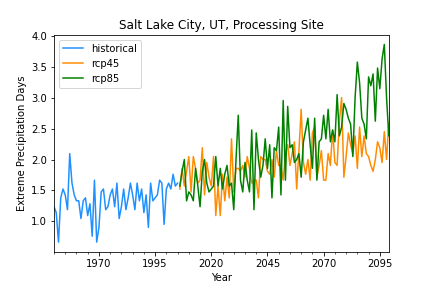 Salt Lake City, UT, Processing Site
Extreme Precipitation Days
4.0
3.5
3.0
2.5
2.0
1.5
1.0
historical
rcp45
rcp85
1970 1995 2020 2045 2070 2095
Year